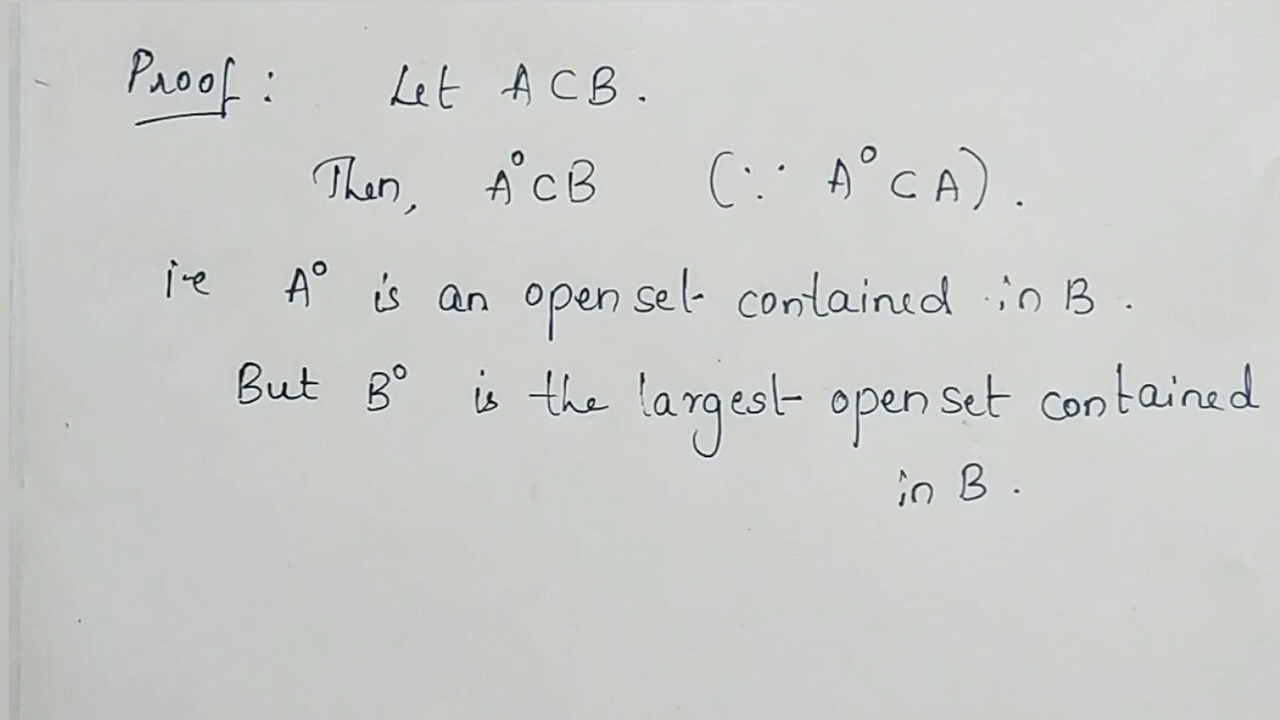 Proof : Let A ⊂ B .
Then, A° ⊂ B (∵ A° ⊂ A) .
i.e A° is an open set contained in B .
But B° is the largest open set contained
in B .